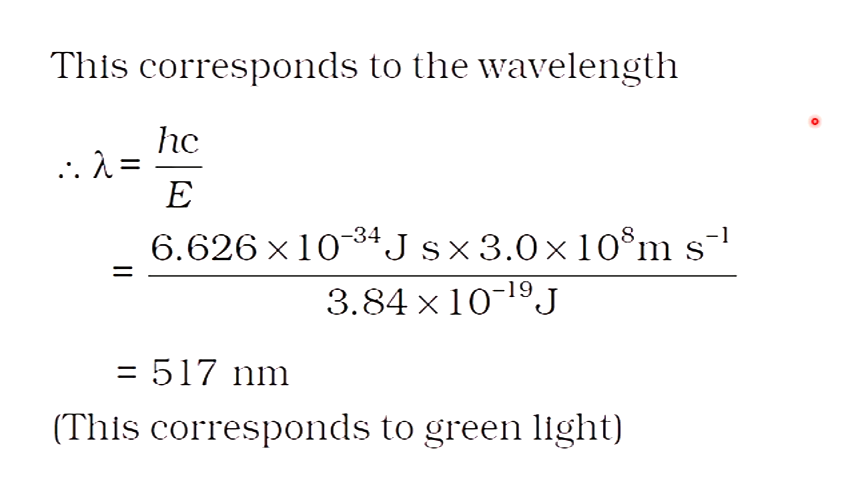 This corresponds to the wavelength
∴ λ = hc / E
= 6.626 × 10⁻³⁴ J s × 3.0 × 10⁸ m s⁻¹ / 3.84 × 10⁻¹⁹ J
= 517 nm
(This corresponds to green light)